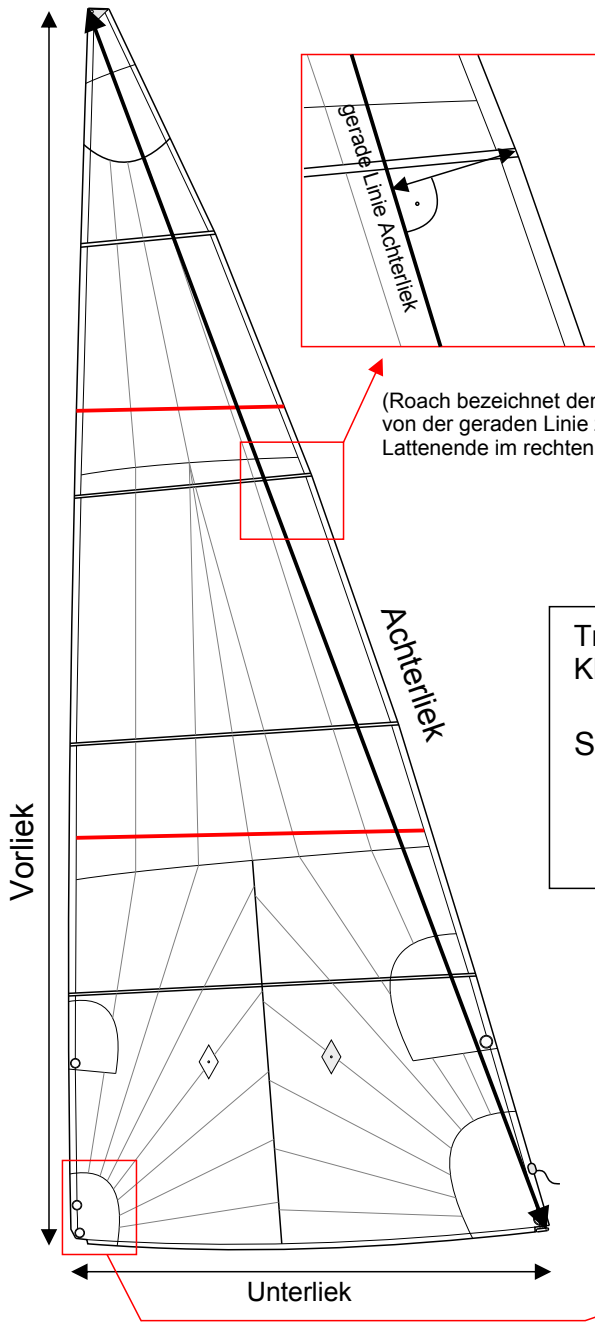 gerade Linie Achterliek
(Roach bezeichnet der
von der geraden Linie
Lattenende im rechten
Achterliek
Vorliek
Unterliek